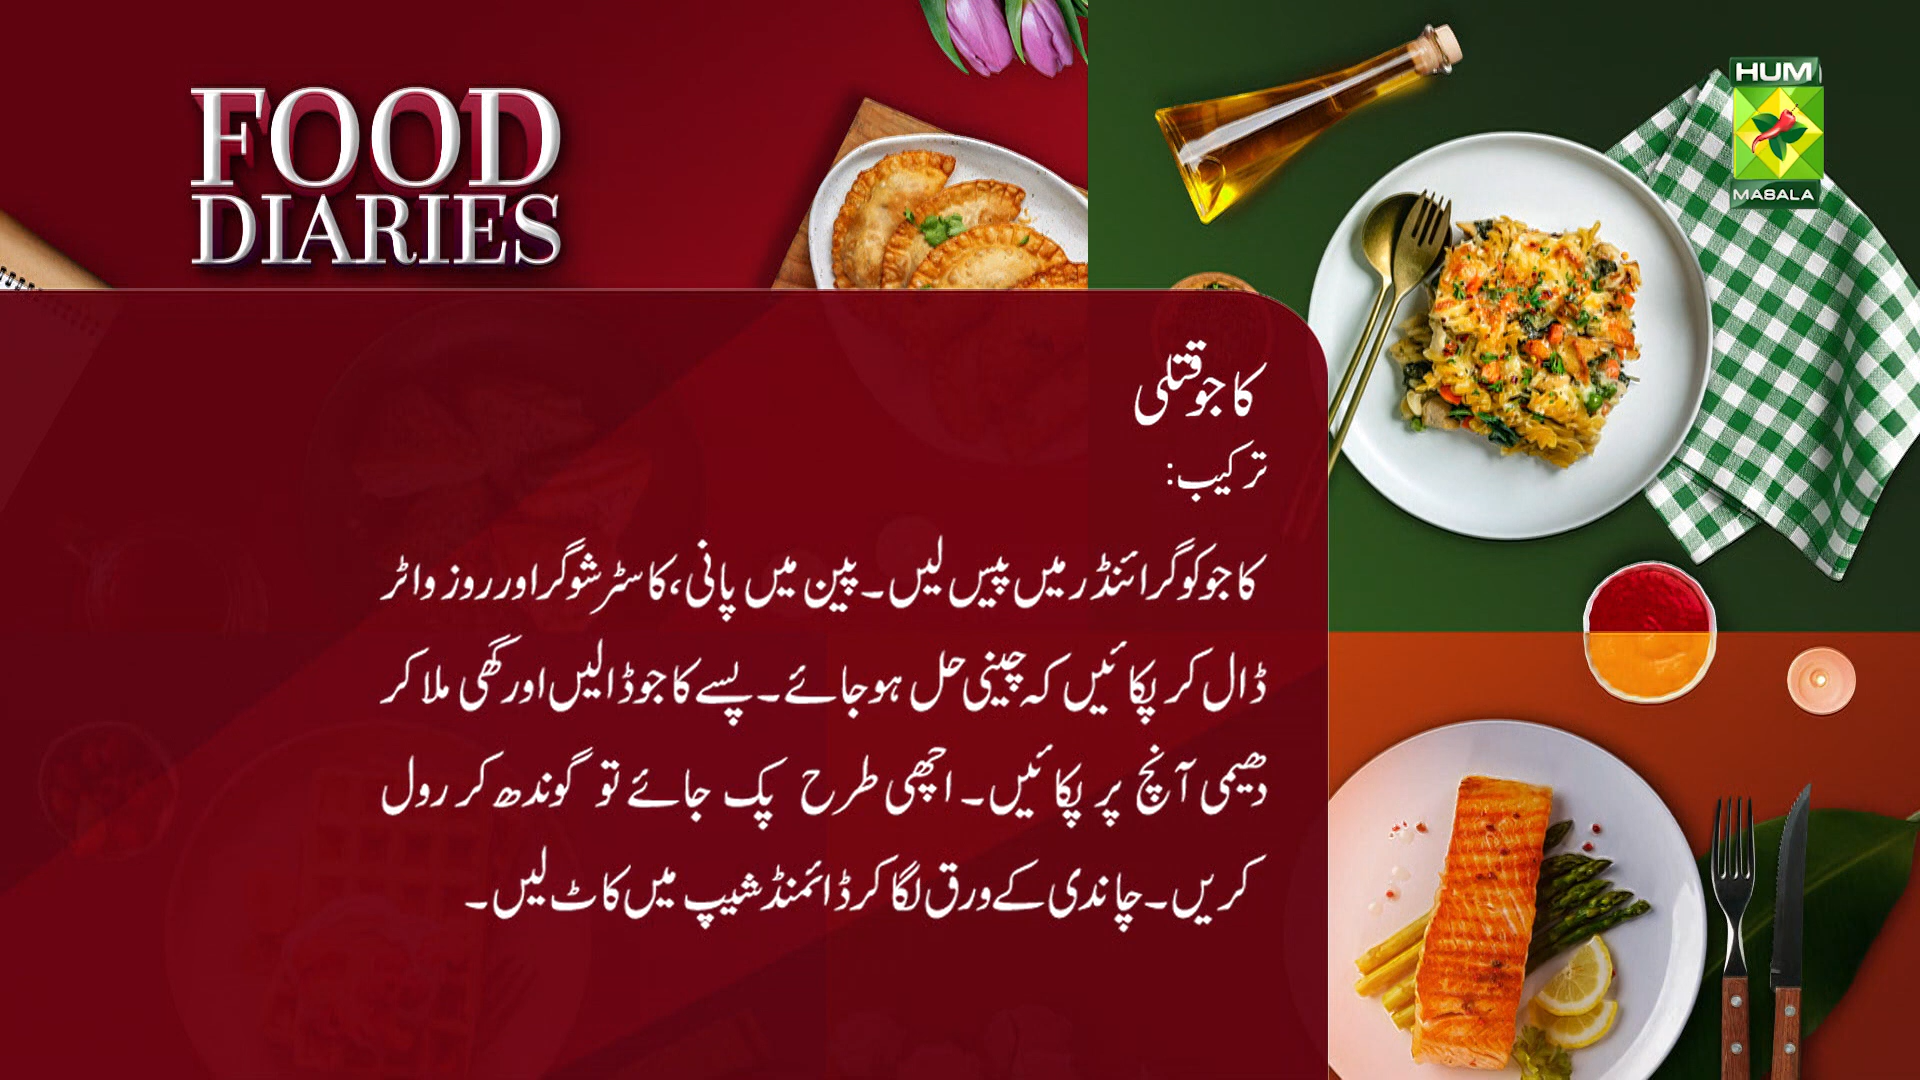 FOOD
DIARIES
HUM
MASALA
کاجو قتلی
ترکیب:
کاجو کو گرائنڈر میں پیس لیں۔ پین میں پانی، کاسٹر شوگر اور روز واٹر
ڈال کر پکائیں کہ چینی حل ہو جائے۔ پسے کاجو ڈالیں اور گھی ملا کر
دھیمی آنچ پر پکائیں۔ اچھی طرح پک جائے تو گوندھ کر رول
کریں۔ چاندی کے ورق لگا کر ڈائمنڈ شیپ میں کاٹ لیں۔